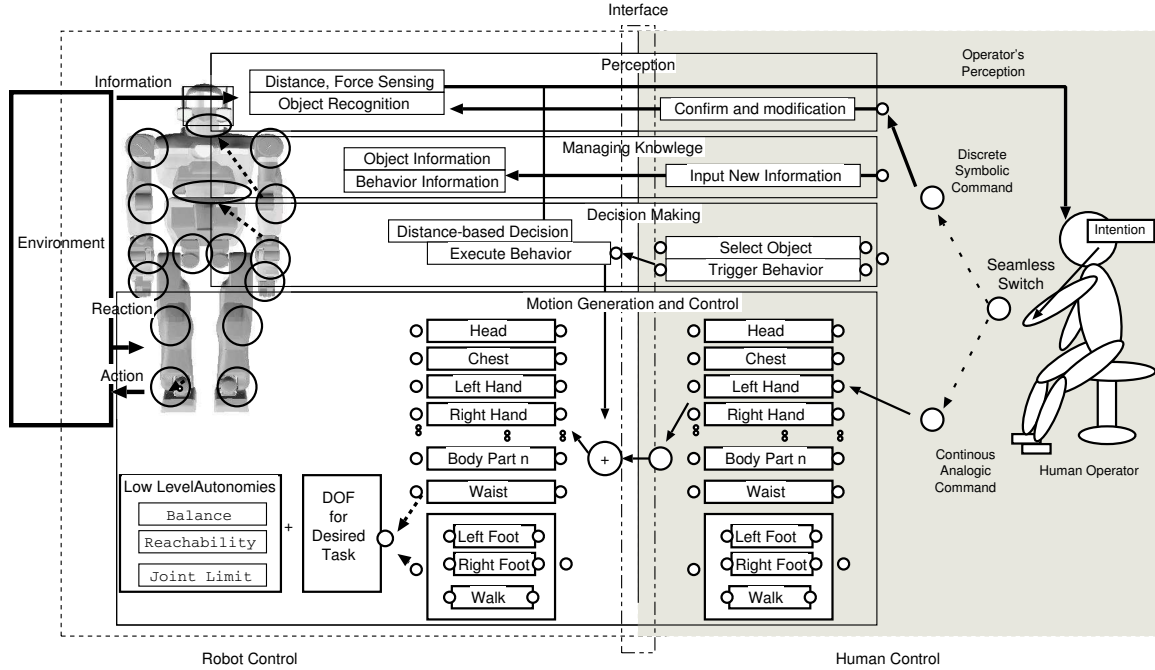 Interface
Perception
Operator's
Perception
Information
Distance, Force Sensing
Object Recognition
Confirm and modification
Managing Knwlege
Object Information
Behavior Information
Input New Information
Discrete
Symbolic
Command
Environment
Decision Making
Distance-based Decision
Execute Behavior
Select Object
Trigger Behavior
Intention
Seamless
Switch
Reaction
Action
Motion Generation and Control
Head
Chest
Left Hand
Right Hand
Body Part n
Waist
Left Foot
Right Foot
Walk
+
Head
Chest
Left Hand
Right Hand
Body Part n
Waist
Left Foot
Right Foot
Walk
Continous
Analogic
Command
Human Operator
Low LevelAutonomies
Balance
Reachability
Joint Limit
+
DOF
for
Desired
Task
Robot Control
Human Control